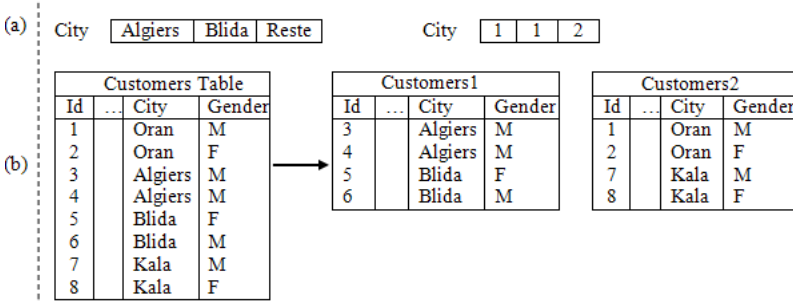 (a) City Algiers Blida Reste City 1 1 2
(b)
Customers Table
Id ... City Gender
1 Oran M
2 Oran F
3 Algiers M
4 Algiers M
5 Blida F
6 Blida M
7 Kala M
8 Kala F
Customers1
Id ... City Gender
3 Algiers M
4 Algiers M
5 Blida F
6 Blida M
Customers2
Id ... City Gender
1 Oran M
2 Oran F
7 Kala M
8 Kala F